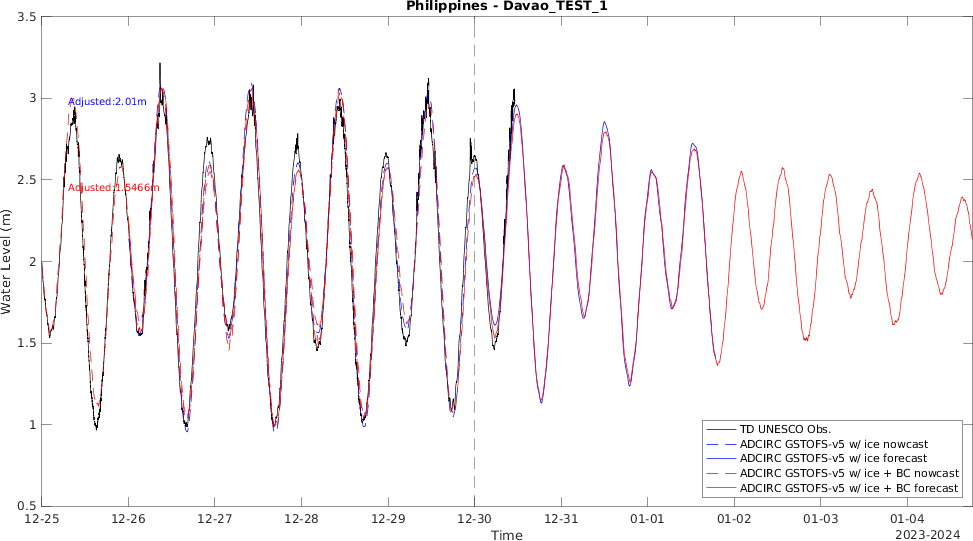 Philippines - Davao_TEST_1
3.5
3
2.5
2
1.5
1
0.5
Water Level (m)
Adjusted:2.01m
Adjusted:1.5466m
TD UNESCO Obs.
ADCIRC GSTOFS-v5 w/ ice nowcast
ADCIRC GSTOFS-v5 w/ ice forecast
ADCIRC GSTOFS-v5 w/ ice + BC nowcast
ADCIRC GSTOFS-v5 w/ ice + BC forecast
12-25 12-26 12-27 12-28 12-29 12-30 12-31 01-01 01-02 01-03 01-04
Time
2023-2024